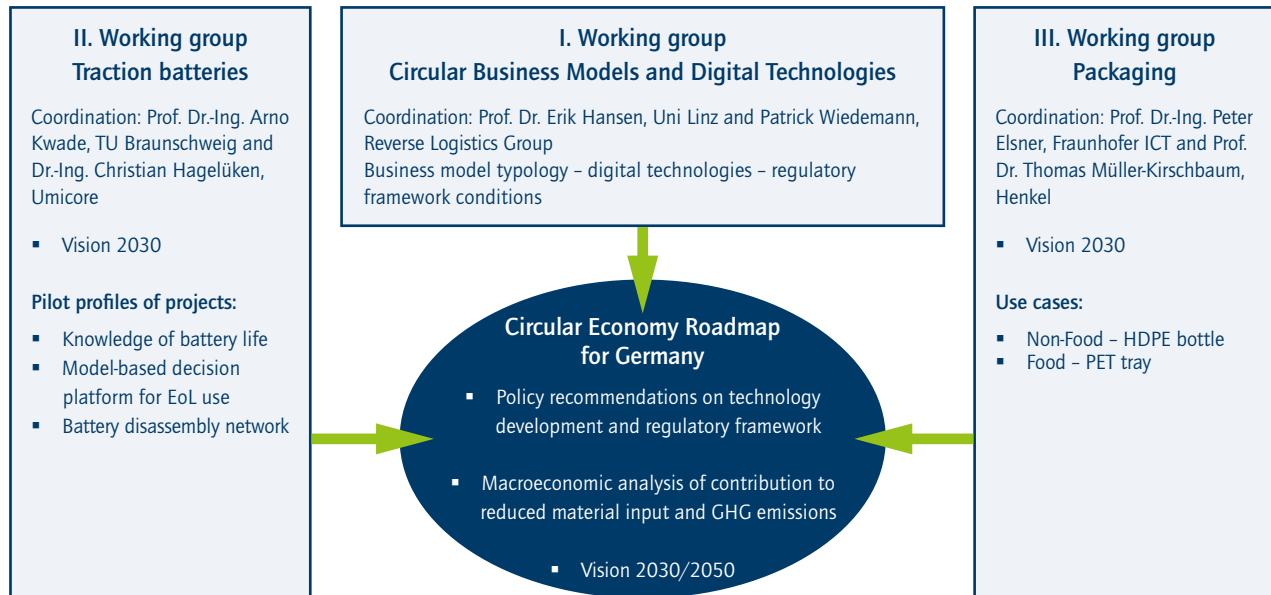 II. Working group
Traction batteries
Coordination: Prof. Dr.-Ing. Arno
Kwade, TU Braunschweig and
Dr.-Ing. Christian Hagelüken,
Umicore
▪ Vision 2030
Pilot profiles of projects:
▪ Knowledge of battery life
▪ Model-based decision
platform for EoL use
▪ Battery disassembly network
I. Working group
Circular Business Models and Digital Technologies
Coordination: Prof. Dr. Erik Hansen, Uni Linz and Patrick Wiedemann,
Reverse Logistics Group
Business model typology – digital technologies – regulatory
framework conditions
III. Working group
Packaging
Coordination: Prof. Dr.-Ing. Peter
Elsner, Fraunhofer ICT and Prof.
Dr. Thomas Müller-Kirschbaum,
Henkel
▪ Vision 2030
Use cases:
▪ Non-Food – HDPE bottle
▪ Food – PET tray
Circular Economy Roadmap
for Germany
▪ Policy recommendations on technology
development and regulatory framework
▪ Macroeconomic analysis of contribution to
reduced material input and GHG emissions
▪ Vision 2030/2050